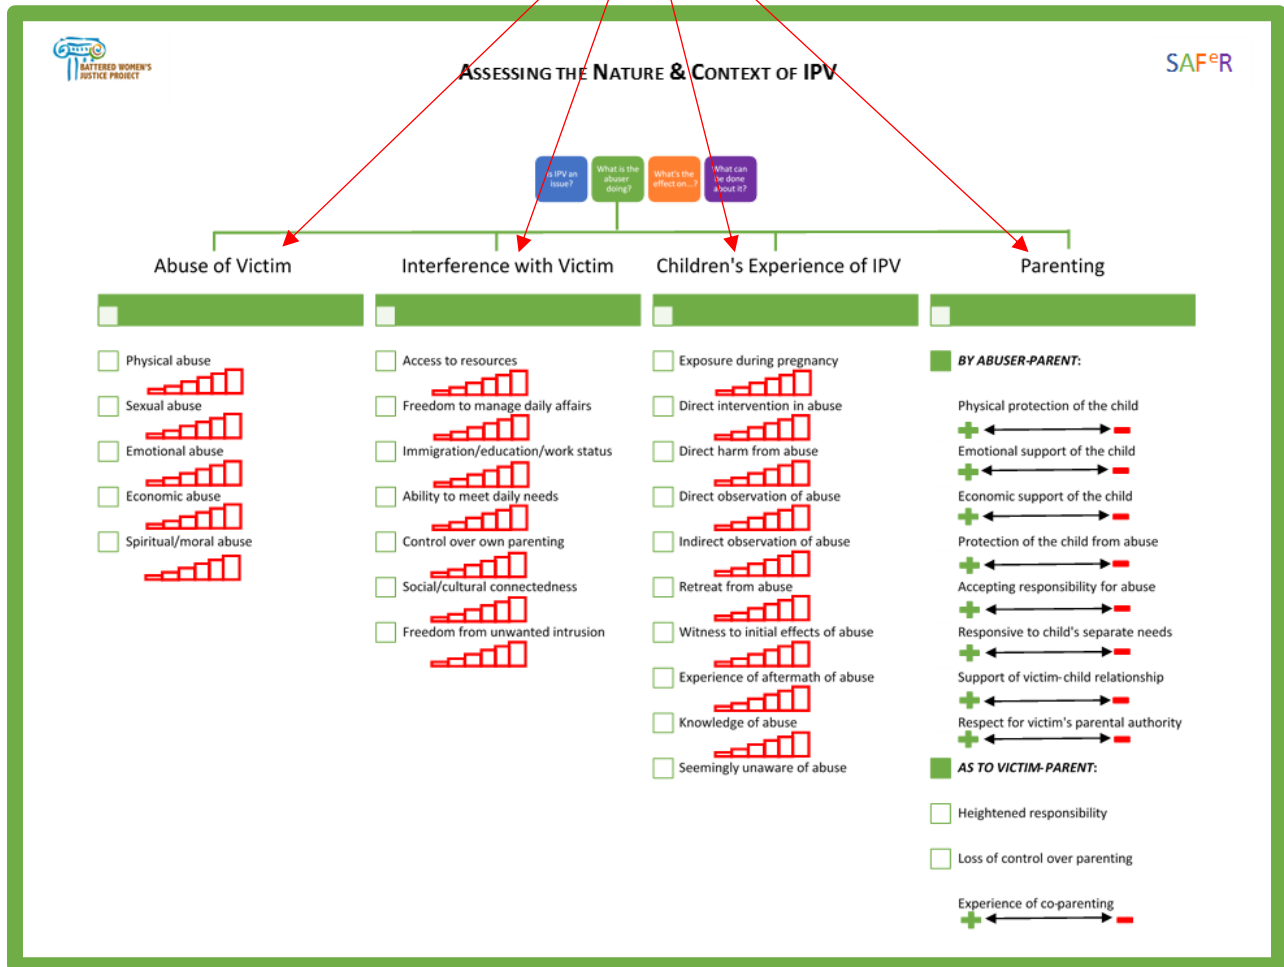 BATTERED WOMEN'S
JUSTICE PROJECT
ASSESSING THE NATURE & CONTEXT OF IPV
SAFeR
Is IPV an
issue?
What is the
abuser
doing?
What's the
effect on...?
What can
be done
about it?
Abuse of Victim
Physical abuse
Sexual abuse
Emotional abuse
Economic abuse
Spiritual/moral abuse
Interference with Victim
Access to resources
Freedom to manage daily affairs
Immigration/education/work status
Ability to meet daily needs
Control over own parenting
Social/cultural connectedness
Freedom from unwanted intrusion
Children's Experience of IPV
Exposure during pregnancy
Direct intervention in abuse
Direct harm from abuse
Direct observation of abuse
Indirect observation of abuse
Retreat from abuse
Witness to initial effects of abuse
Experience of aftermath of abuse
Knowledge of abuse
Seemingly unaware of abuse
Parenting
BY ABUSER-PARENT:
Physical protection of the child
Emotional support of the child
Economic support of the child
Protection of the child from abuse
Accepting responsibility for abuse
Responsive to child's separate needs
Support of victim-child relationship
Respect for victim's parental authority
AS TO VICTIM-PARENT:
Heightened responsibility
Loss of control over parenting
Experience of co-parenting